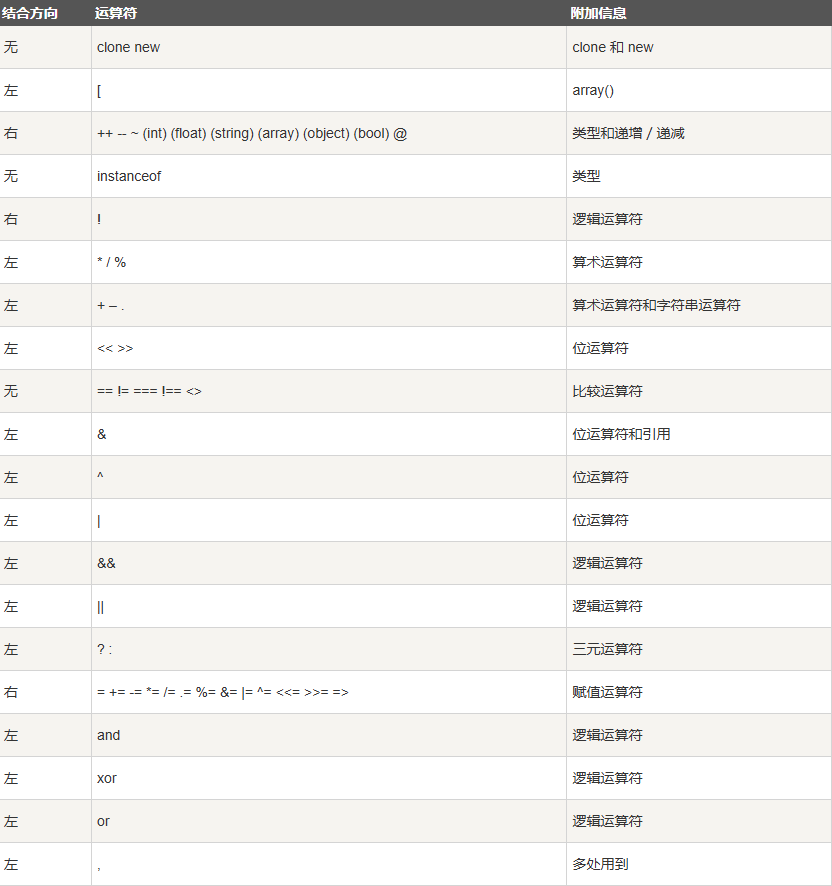 结合方向 运算符 附加信息
无 clone new clone 和 new
左 [ array()
右 ++ -- ~ (int) (float) (string) (array) (object) (bool) @ 类型和递增／递减
无 instanceof 类型
右 ! 逻辑运算符
左 * / % 算术运算符
左 + – . 算术运算符和字符串运算符
左 << >> 位运算符
无 == != === !== <> 比较运算符
左 & 位运算符和引用
左 ^ 位运算符
左 | 位运算符
左 && 逻辑运算符
左 || 逻辑运算符
左 ? : 三元运算符
右 = += -= *= /= .= %= &= |= ^= <<= >>= => 赋值运算符
左 and 逻辑运算符
左 xor 逻辑运算符
左 or 逻辑运算符
左 , 多处用到